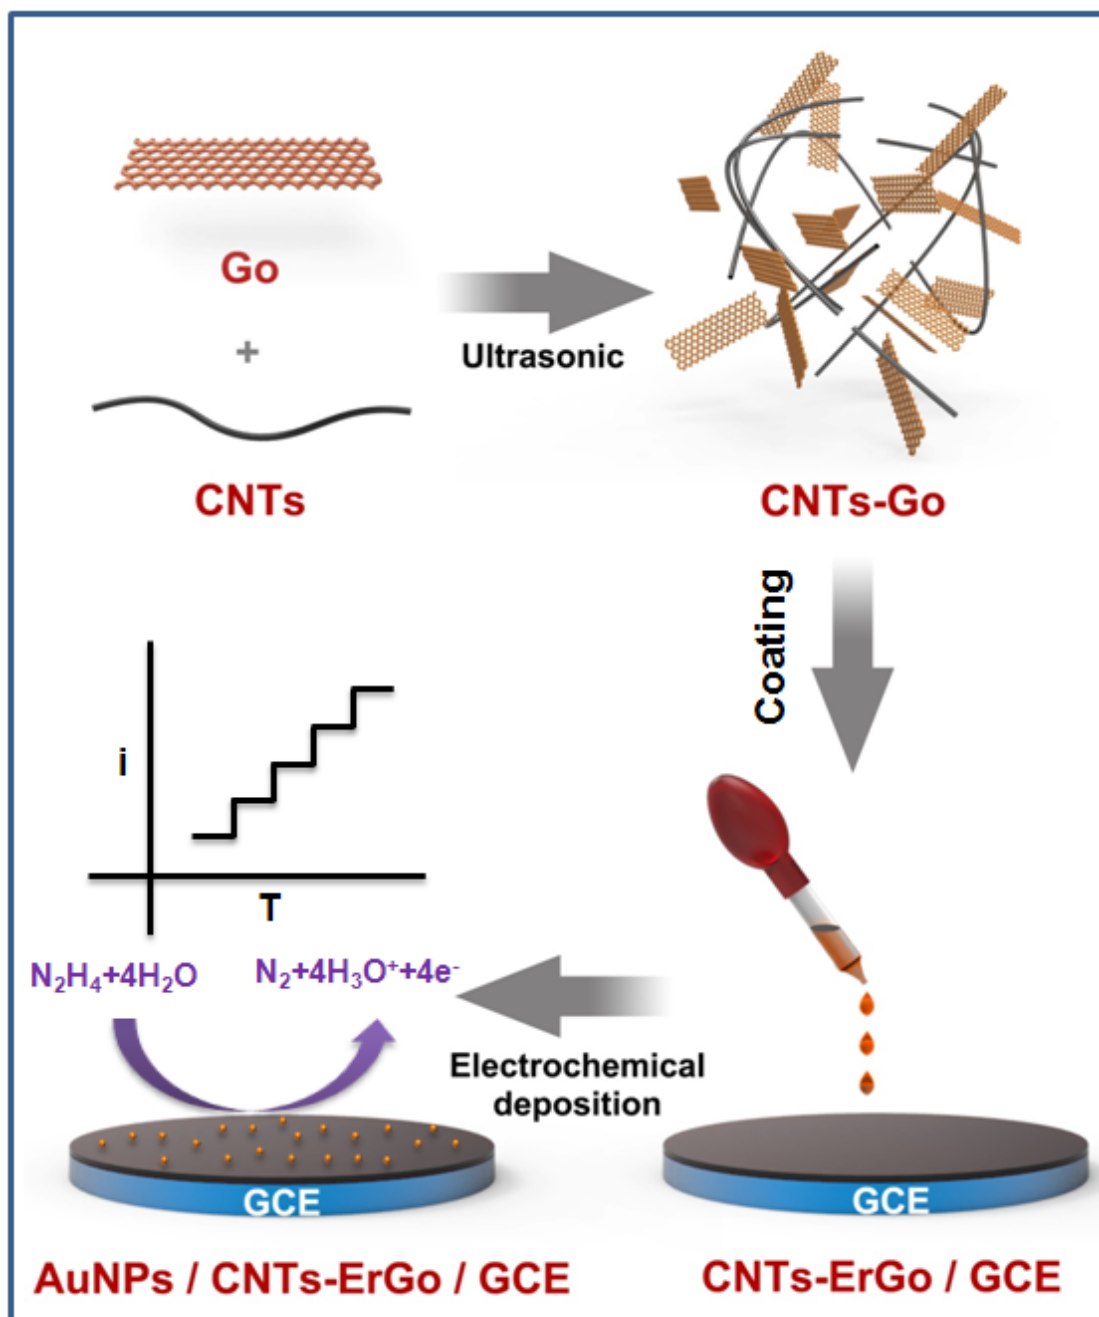 Go
+
CNTs
Ultrasonic
CNTs-Go
Coating
i
T
N₂H₄+4H₂O
N₂+4H₃O⁺+4e⁻
Electrochemical
deposition
GCE
GCE
AuNPs / CNTs-ErGo / GCE
CNTs-ErGo / GCE